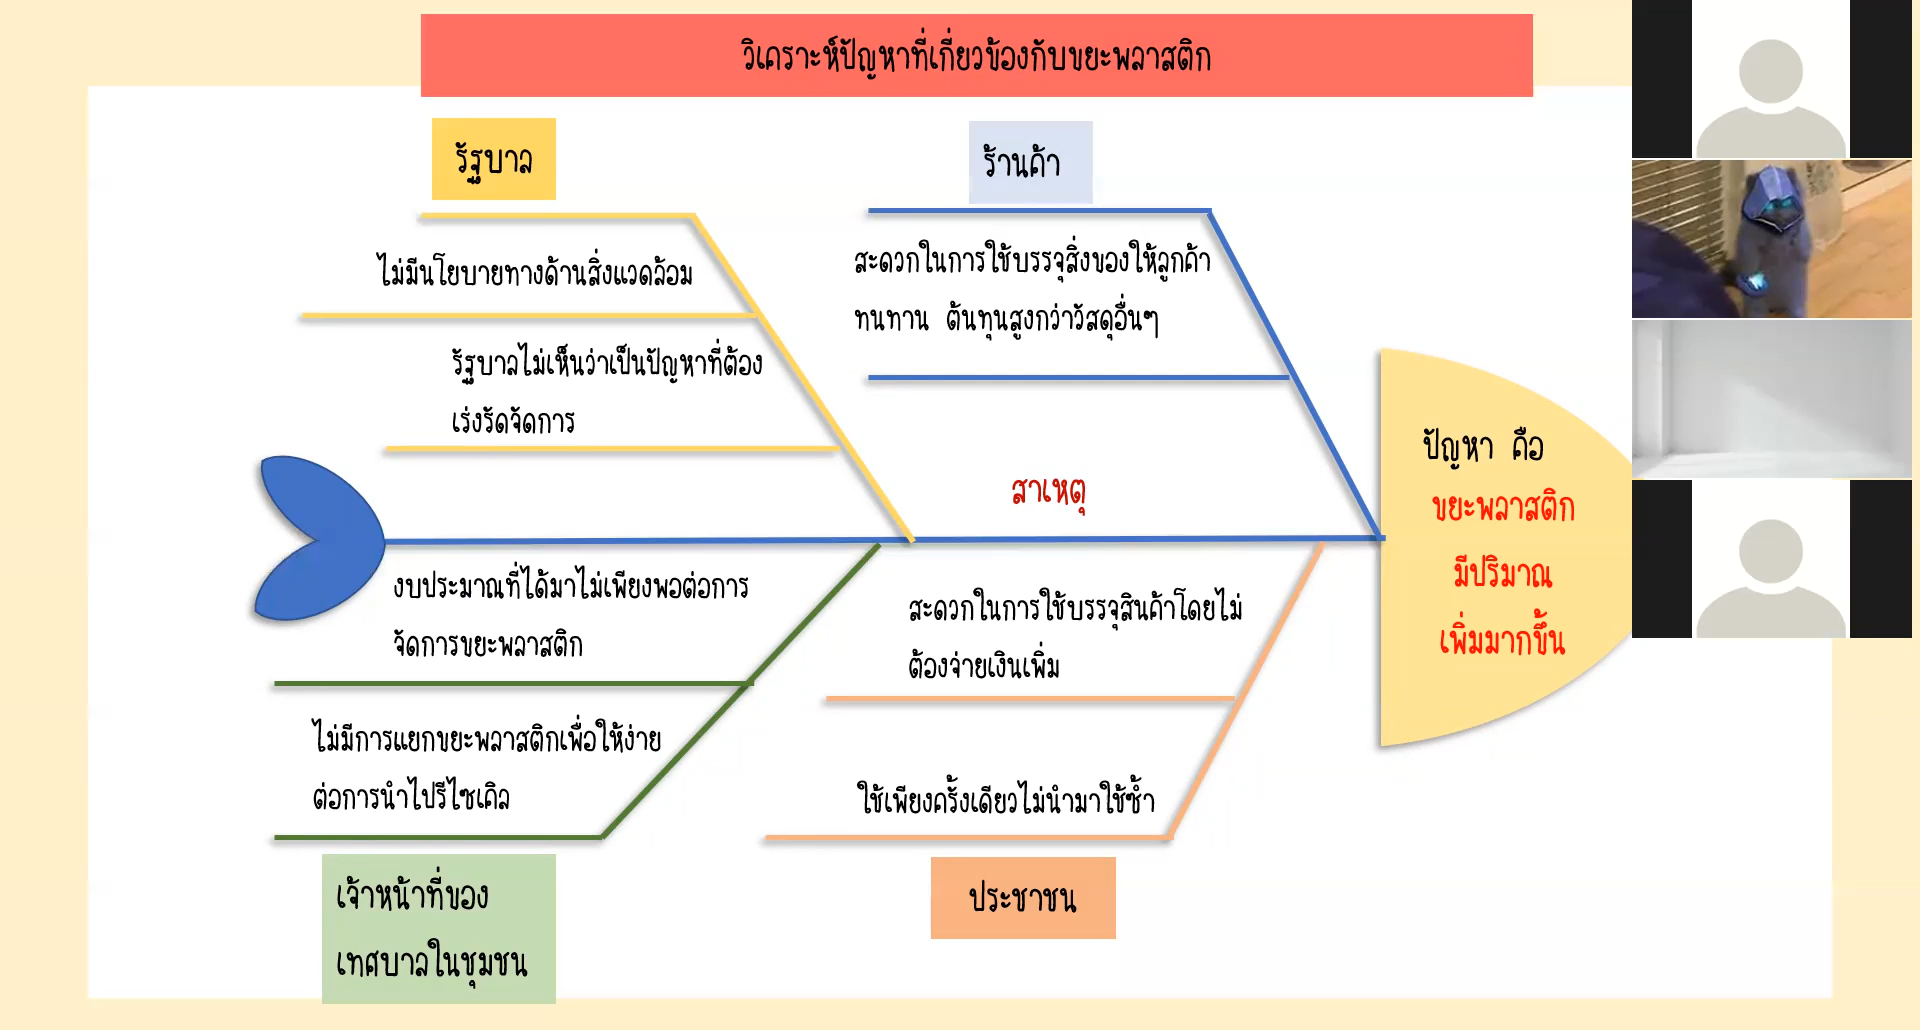 วิเคราะห์ปัญหาที่เกี่ยวข้องกับขยะพลาสติก
รัฐบาล
ไม่มีนโยบายทางด้านสิ่งแวดล้อม
รัฐบาลไม่เห็นว่าเป็นปัญหาที่ต้อง
เร่งรัดจัดการ
ร้านค้า
สะดวกในการใช้บรรจุสิ่งของให้ลูกค้า
ทนทาน ต้นทุนสูงกว่าวัสดุอื่นๆ
สาเหตุ
ปัญหา คือ
ขยะพลาสติก
มีปริมาณ
เพิ่มมากขึ้น
งบประมาณที่ได้มาไม่เพียงพอต่อการ
จัดการขยะพลาสติก
ไม่มีการแยกขยะพลาสติกเพื่อให้ง่าย
ต่อการนำไปรีไซเคิล
เจ้าหน้าที่ของ
เทศบาลในชุมชน
สะดวกในการใช้บรรจุสินค้าโดยไม่
ต้องจ่ายเงินเพิ่ม
ใช้เพียงครั้งเดียวไม่นำมาใช้ซ้ำ
ประชาชน